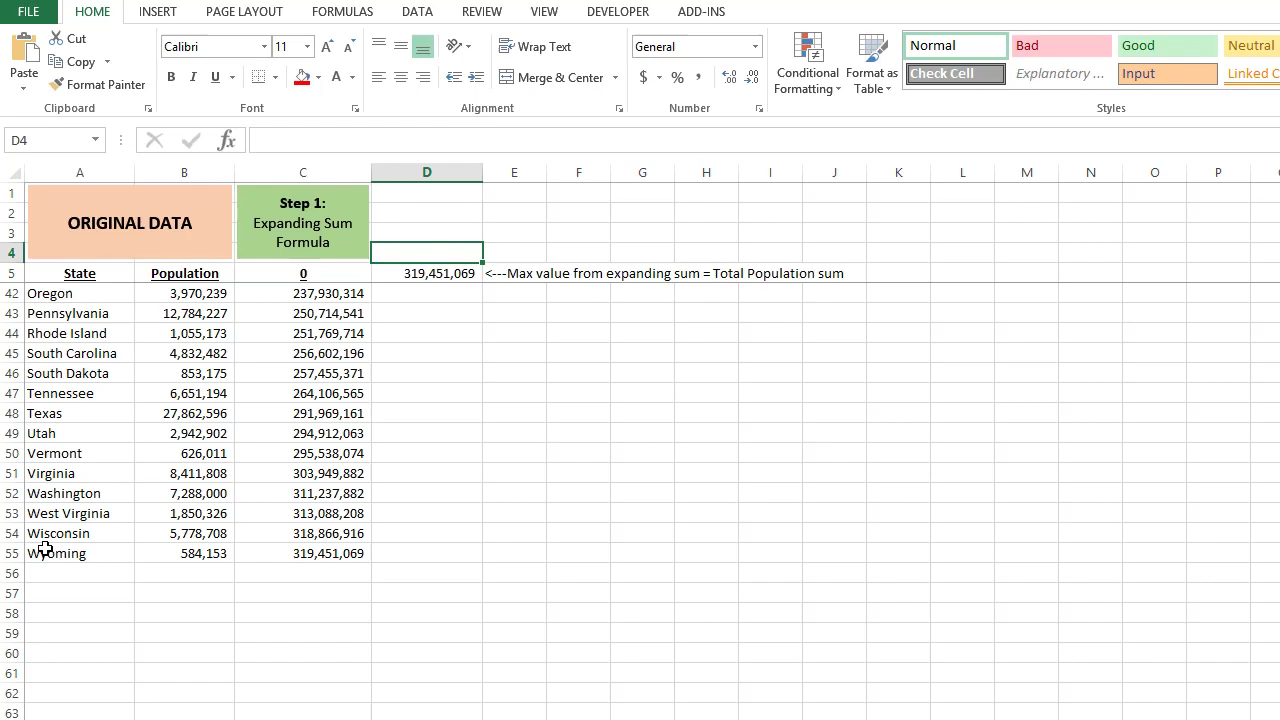 FILE HOME INSERT PAGE LAYOUT FORMULAS DATA REVIEW VIEW DEVELOPER ADD-INS
Paste
Cut
Copy
Format Painter
Clipboard
Calibri 11
B I U A
Font
Wrap Text
Merge & Center
Alignment
General
$ % ,
Number
Conditional
Formatting
Format as
Table
Normal Bad Good Neutral
Check Cell Explanatory ... Input Linked C
Styles
D4 fx
A B C D E F G H I J K L M N O P
1
2
3
4
ORIGINAL DATA
Step 1:
Expanding Sum
Formula
5 State Population 0 319,451,069 <---Max value from expanding sum = Total Population sum
42 Oregon 3,970,239 237,930,314
43 Pennsylvania 12,784,227 250,714,541
44 Rhode Island 1,055,173 251,769,714
45 South Carolina 4,832,482 256,602,196
46 South Dakota 853,175 257,455,371
47 Tennessee 6,651,194 264,106,565
48 Texas 27,862,596 291,969,161
49 Utah 2,942,902 294,912,063
50 Vermont 626,011 295,538,074
51 Virginia 8,411,808 303,949,882
52 Washington 7,288,000 311,237,882
53 West Virginia 1,850,326 313,088,208
54 Wisconsin 5,778,708 318,866,916
55 Wyoming 584,153 319,451,069
56
57
58
59
60
61
62
63